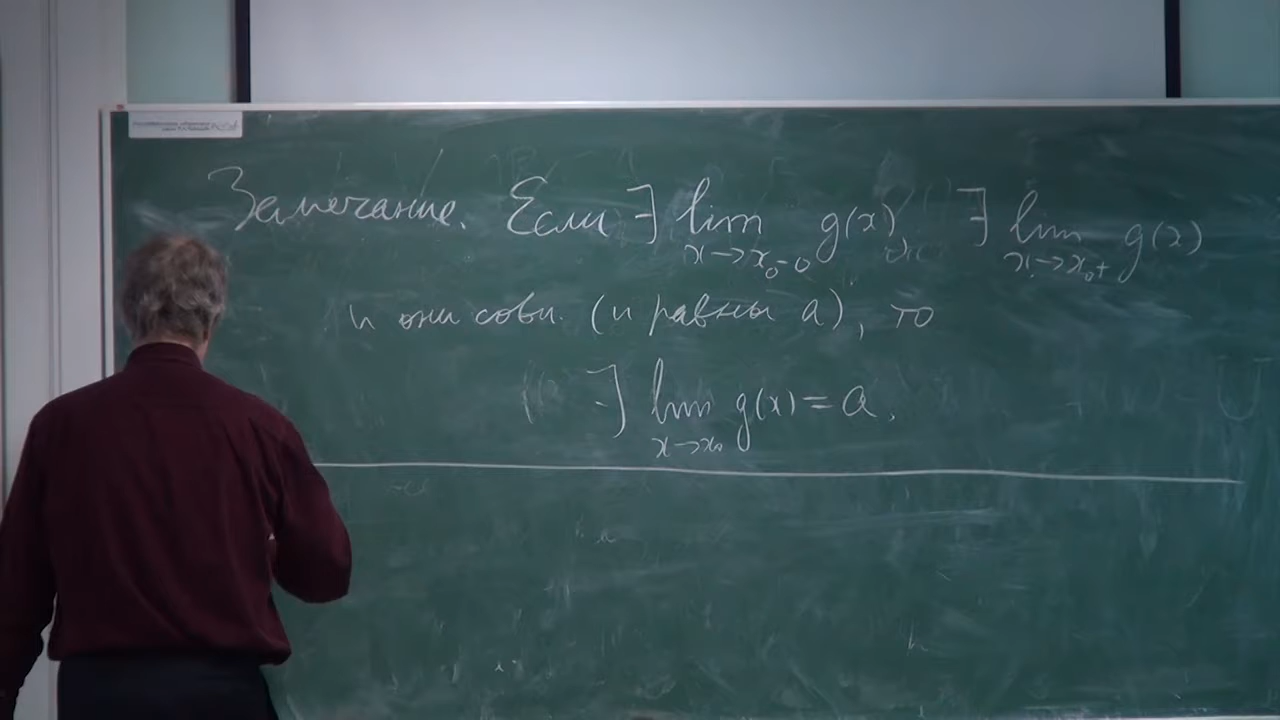 Замечание. Если ∃ lim g(x) ∃ lim g(x)
x→x₀-0 x→x₀+
и они совп. (и равны a), то
∃ lim g(x) = a.
x→x₀